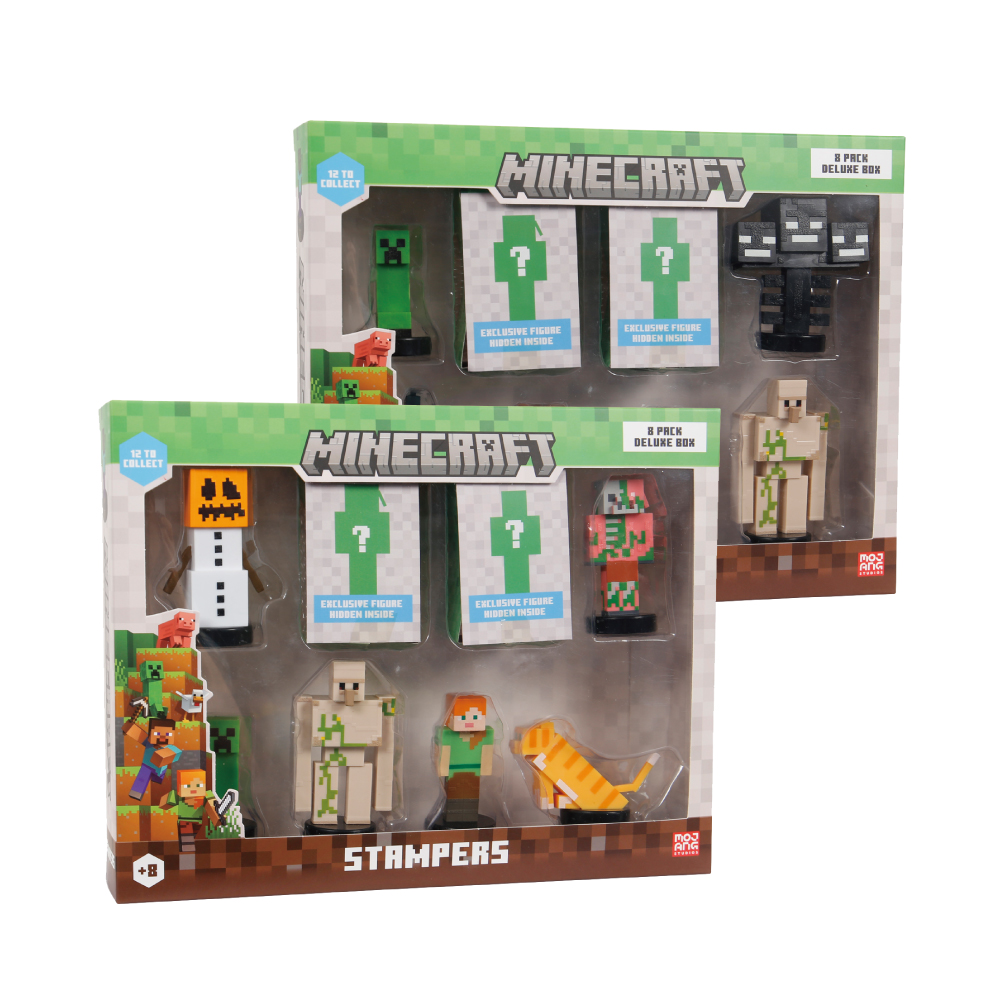 12 TO
COLLECT
MINECRAFT
8 PACK
DELUXE BOX
?
?
EXCLUSIVE FIGURE
HIDDEN INSIDE
EXCLUSIVE FIGURE
HIDDEN INSIDE
MOJ
ANG
STUDIOS
12 TO
COLLECT
MINECRAFT
8 PACK
DELUXE BOX
?
?
EXCLUSIVE FIGURE
HIDDEN INSIDE
EXCLUSIVE FIGURE
HIDDEN INSIDE
+8
STAMPERS
MOJ
ANG
STUDIOS